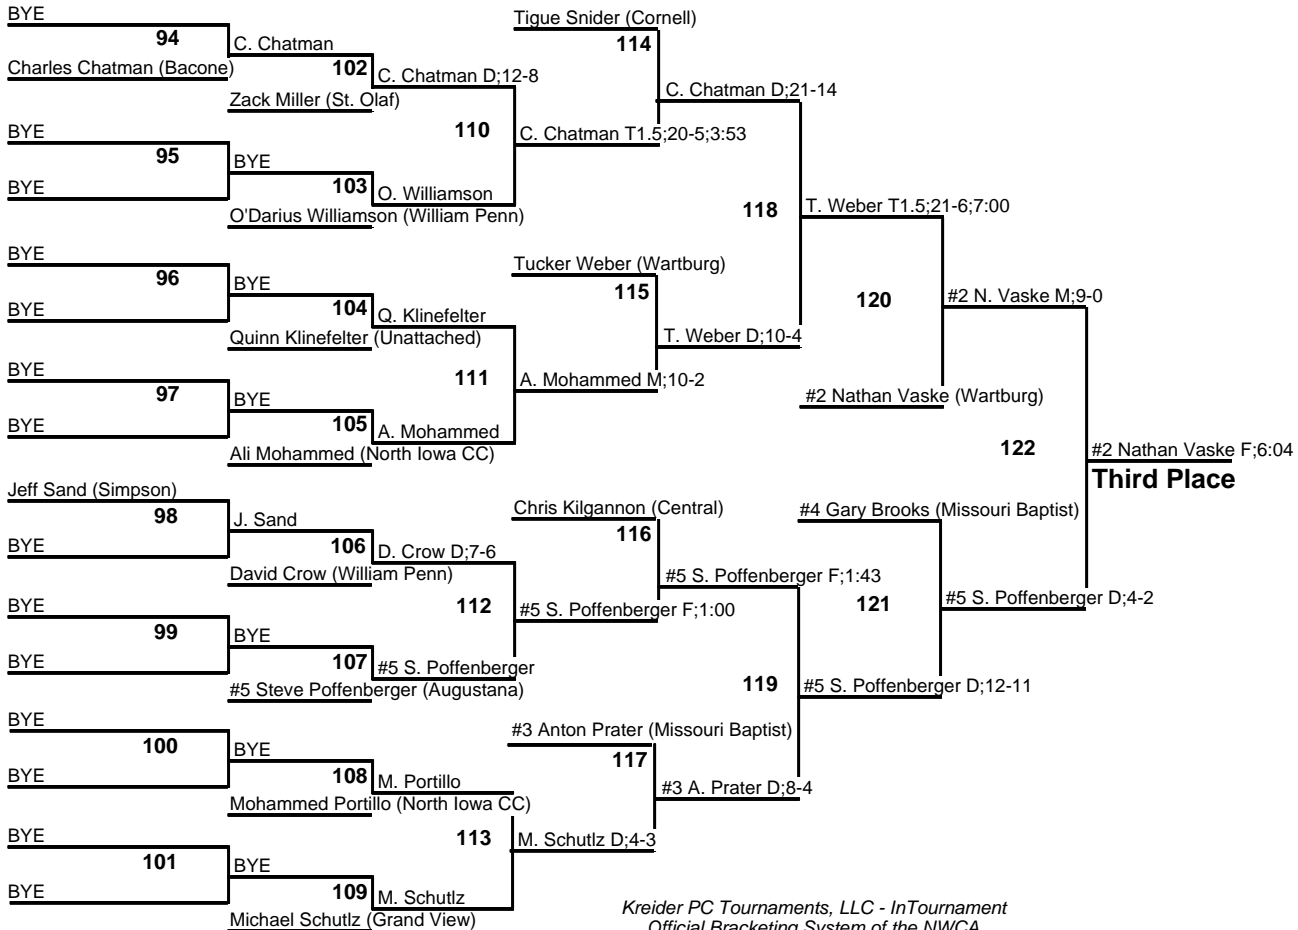 BYE
Tigue Snider (Cornell)
94
C. Chatman
114
Charles Chatman (Bacone)
102
C. Chatman D;12-8
Zack Miller (St. Olaf)
C. Chatman D;21-14
BYE
110
C. Chatman T1.5;20-5;3:53
95
BYE
BYE
103
O. Williamson
O'Darius Williamson (William Penn)
118
T. Weber T1.5;21-6;7:00
BYE
Tucker Weber (Wartburg)
96
BYE
115
120
#2 N. Vaske M;9-0
BYE
104
Q. Klinefelter
Quinn Klinefelter (Unattached)
T. Weber D;10-4
BYE
111
A. Mohammed M;10-2
97
BYE
#2 Nathan Vaske (Wartburg)
BYE
105
A. Mohammed
Ali Mohammed (North Iowa CC)
122
#2 Nathan Vaske F;6:04
Third Place
Jeff Sand (Simpson)
Chris Kilgannon (Central)
#4 Gary Brooks (Missouri Baptist)
98
J. Sand
116
BYE
106
D. Crow D;7-6
David Crow (William Penn)
#5 S. Poffenberger F;1:43
BYE
112
#5 S. Poffenberger F;1:00
121
#5 S. Poffenberger D;4-2
99
BYE
BYE
107
#5 S. Poffenberger
#5 Steve Poffenberger (Augustana)
119
#5 S. Poffenberger D;12-11
BYE
#3 Anton Prater (Missouri Baptist)
100
BYE
117
BYE
108
M. Portillo
#3 A. Prater D;8-4
Mohammed Portillo (North Iowa CC)
BYE
113
M. Schutlz D;4-3
101
BYE
BYE
109
M. Schutlz
Michael Schutlz (Grand View)
Kreider PC Tournaments, LLC - InTournament
Official Bracketing System of the NWCA